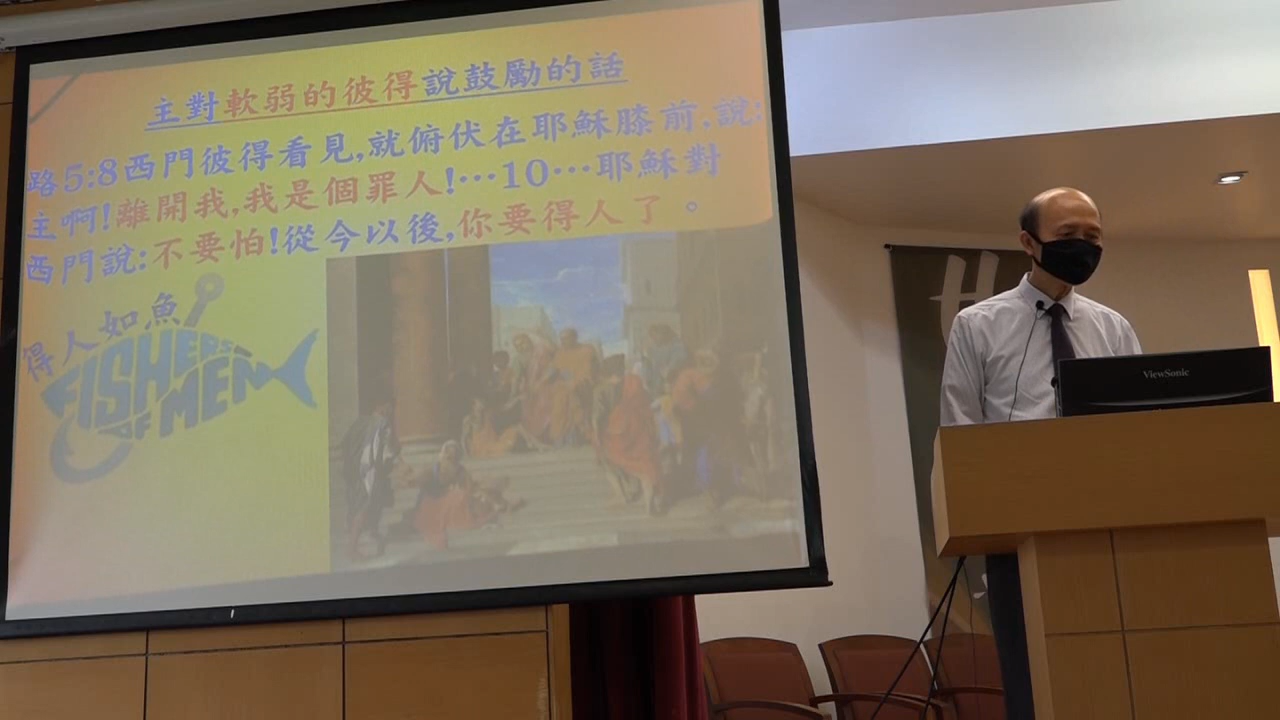 主對軟弱的彼得說鼓勵的話
路5:8西門彼得看見,就俯伏在耶穌膝前,說:
主啊!離開我,我是個罪人!…10…耶穌對
西門說:不要怕!從今以後,你要得人了。
得人如魚
FISHERS
OF MEN
H
ViewSonic